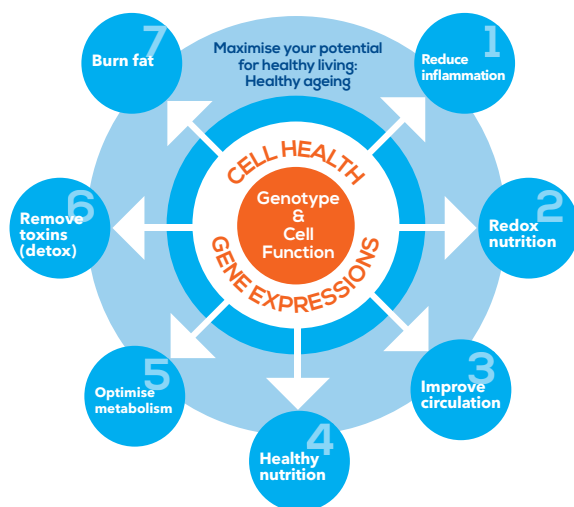 Maximise your potential
for healthy living:
Healthy ageing
1
Reduce
inflammation
2
Redox
nutrition
3
Improve
circulation
4
Healthy
nutrition
5
Optimise
metabolism
6
Remove
toxins
(detox)
7
Burn fat
CELL HEALTH
Genotype
&
Cell
Function
GENE EXPRESSIONS